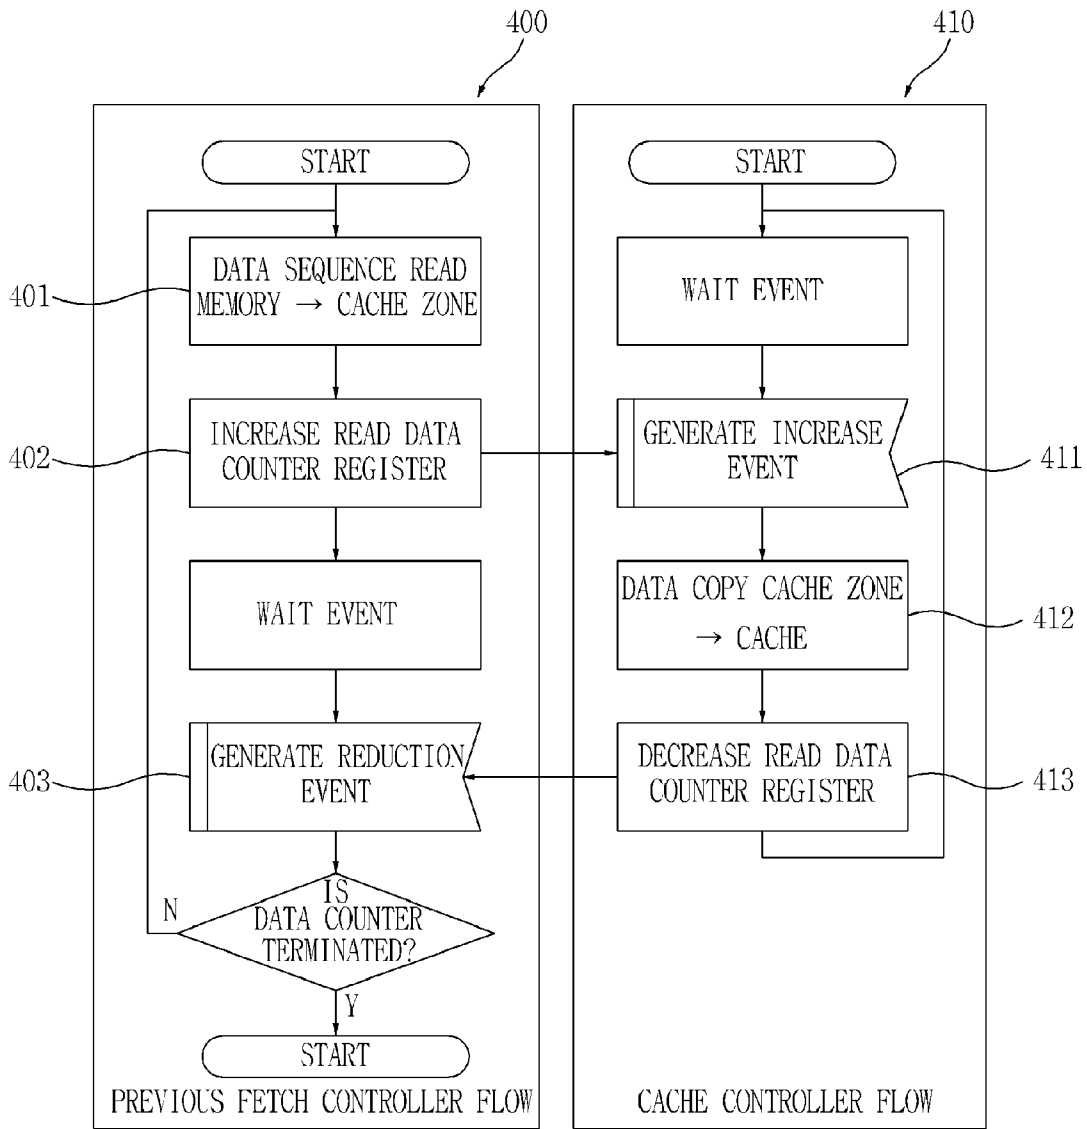 400
410
START
DATA SEQUENCE READ
MEMORY → CACHE ZONE
401
INCREASE READ DATA
COUNTER REGISTER
402
WAIT EVENT
GENERATE REDUCTION
EVENT
403
IS
DATA COUNTER
TERMINATED?
N
Y
START
PREVIOUS FETCH CONTROLLER FLOW
START
WAIT EVENT
GENERATE INCREASE
EVENT
411
DATA COPY CACHE ZONE
→ CACHE
412
DECREASE READ DATA
COUNTER REGISTER
413
CACHE CONTROLLER FLOW